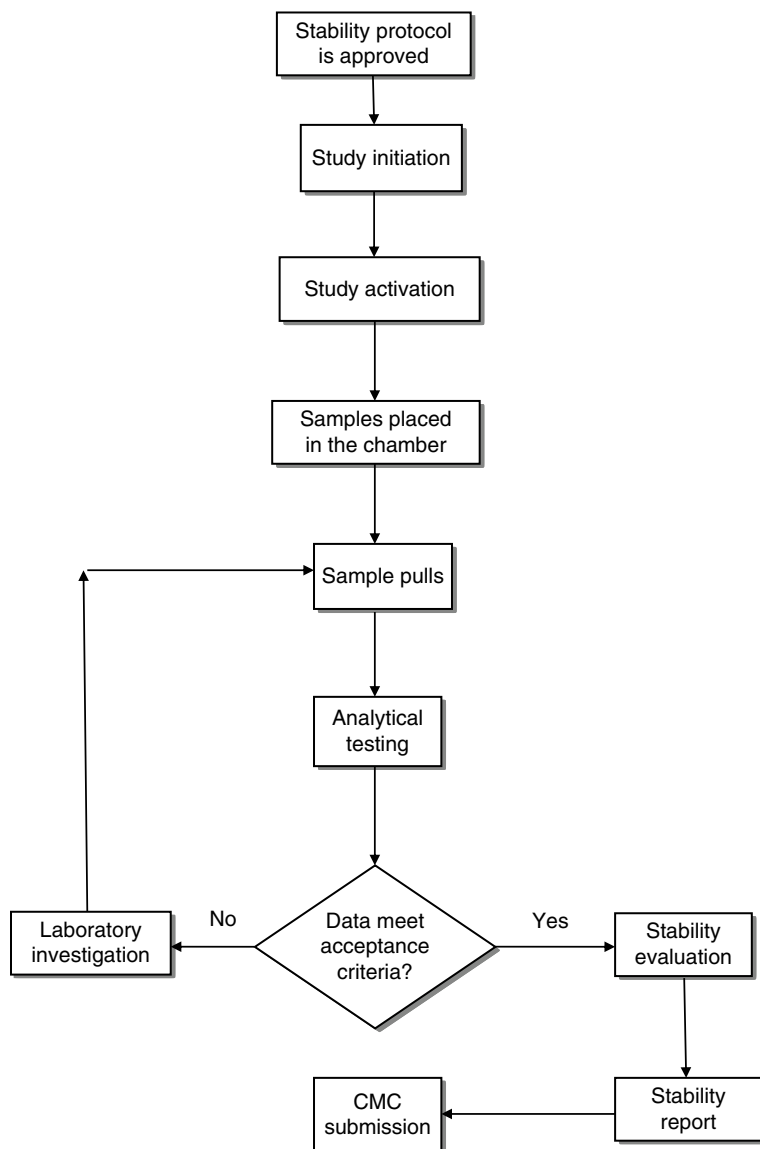 Stability protocol
is approved
Study initiation
Study activation
Samples placed
in the chamber
Sample pulls
Analytical
testing
Data meet
acceptance
criteria?
No
Laboratory
investigation
Yes
Stability
evaluation
Stability
report
CMC
submission